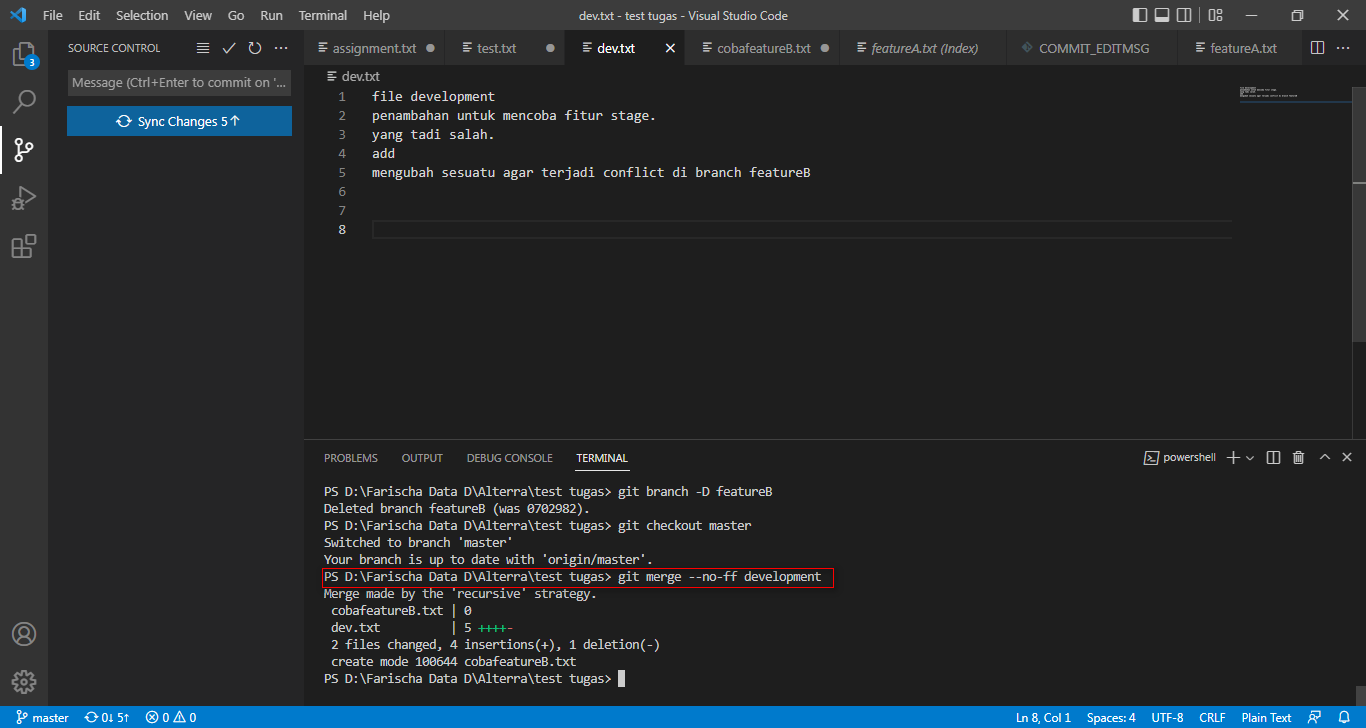 File Edit Selection View Go Run Terminal Help
dev.txt - test tugas - Visual Studio Code
3
SOURCE CONTROL
Message (Ctrl+Enter to commit on '...
Sync Changes 5↑
assignment.txt
test.txt
dev.txt
cobafeatureB.txt
featureA.txt (Index)
COMMIT_EDITMSG
featureA.txt
dev.txt
1 file development
2 penambahan untuk mencoba fitur stage.
3 yang tadi salah.
4 add
5 mengubah sesuatu agar terjadi conflict di branch featureB
6
7
8
PROBLEMS OUTPUT DEBUG CONSOLE TERMINAL
powershell
PS D:\Farischa Data D\Alterra\test tugas> git branch -D featureB
Deleted branch featureB (was 0702982).
PS D:\Farischa Data D\Alterra\test tugas> git checkout master
Switched to branch 'master'
Your branch is up to date with 'origin/master'.
PS D:\Farischa Data D\Alterra\test tugas> git merge --no-ff development
Merge made by the 'recursive' strategy.
cobafeatureB.txt | 0
dev.txt | 5 ++++-
2 files changed, 4 insertions(+), 1 deletion(-)
create mode 100644 cobafeatureB.txt
PS D:\Farischa Data D\Alterra\test tugas>
master 0↓ 5↑ 0 0
Ln 8, Col 1 Spaces: 4 UTF-8 CRLF Plain Text